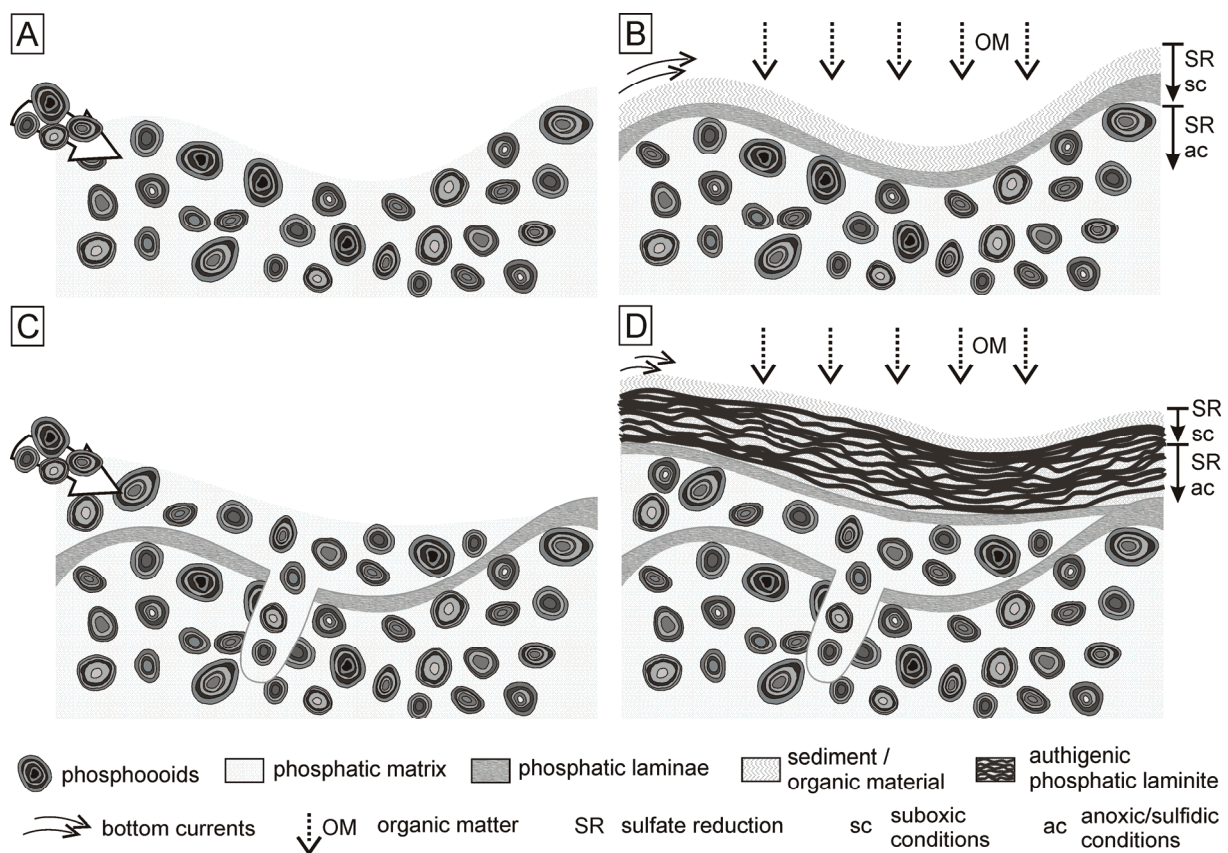 A
B
OM
SR
sc
SR
ac
C
D
OM
SR
sc
SR
ac
phosphoooids
phosphatic matrix
phosphatic laminae
sediment /
organic material
authigenic
phosphatic laminite
bottom currents
OM organic matter
SR sulfate reduction
sc suboxic
conditions
ac anoxic/sulfidic
conditions